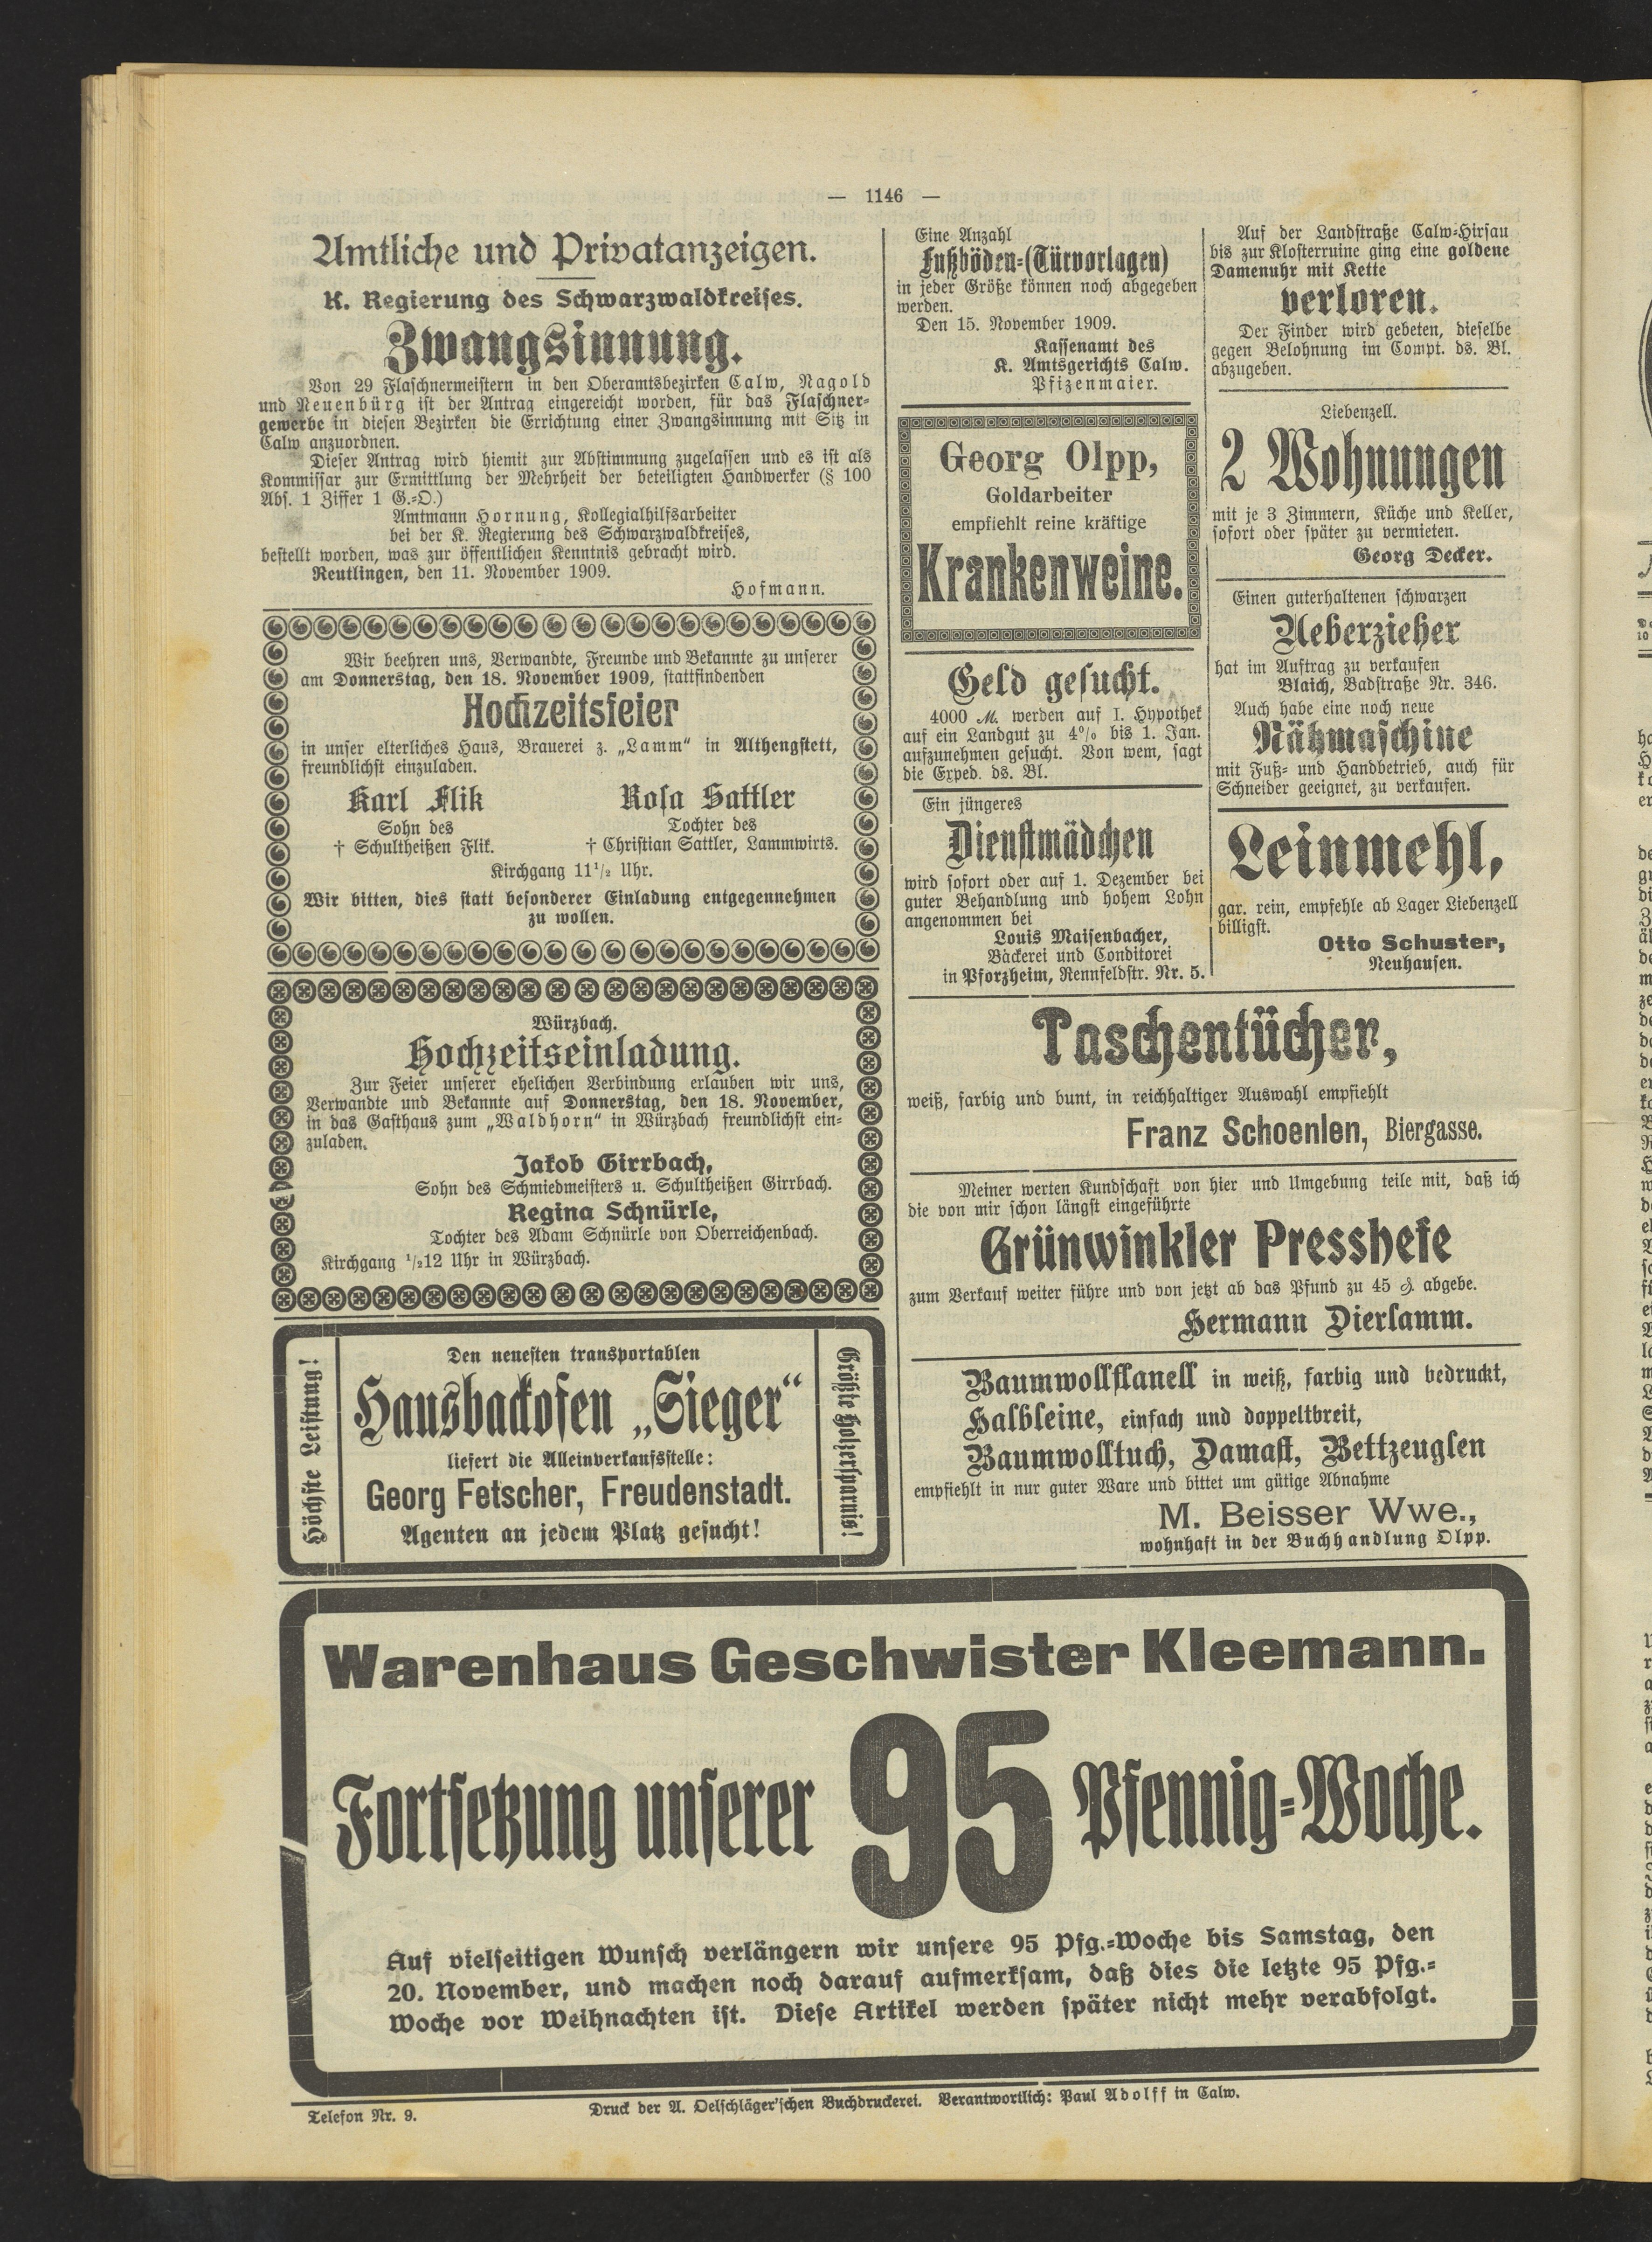 — 1146 —
Amtliche und Privatanzeigen.
K. Regierung des Schwarzwaldkreises.
Zwangsinnung.
Von 29 Flaschnermeistern in den Oberamtsbezirken Calw, Nagold
und Neuenbürg ist der Antrag eingereicht worden, für das Flaschner-
gewerbe in diesen Bezirken die Errichtung einer Zwangsinnung mit Sitz in
Calw anzuordnen.
Dieser Antrag wird hiemit zur Abstimmung zugelassen und es ist als
Kommissar zur Ermittlung der Mehrheit der beteiligten Handwerker (§ 100
Abs. 1 Ziffer 1 G.-O.)
Amtmann Hornung, Kollegialhilfsarbeiter
bei der K. Regierung des Schwarzwaldkreises,
bestellt worden, was zur öffentlichen Kenntnis gebracht wird.
Reutlingen, den 11. November 1909.
Hofmann.
Wir beehren uns, Verwandte, Freunde und Bekannte zu unserer
am Donnerstag, den 18. November 1909, stattfindenden
Hochzeitsfeier
in unser elterliches Haus, Brauerei z. „Lamm“ in Althengstett,
freundlichst einzuladen.
Karl Flik
Sohn des
† Schultheißen Flik.
Rosa Sattler
Tochter des
† Christian Sattler, Lammwirts.
Kirchgang 11½ Uhr.
Wir bitten, dies statt besonderer Einladung entgegennehmen
zu wollen.
Würzbach.
Hochzeitseinladung.
Zur Feier unserer ehelichen Verbindung erlauben wir uns,
Verwandte und Bekannte auf Donnerstag, den 18. November,
in das Gasthaus zum „Waldhorn“ in Würzbach freundlichst ein-
zuladen.
Jakob Girrbach,
Sohn des Schmiedmeisters u. Schultheißen Girrbach.
Regina Schnürle,
Tochter des Adam Schnürle von Oberreichenbach.
Kirchgang ½12 Uhr in Würzbach.
Höchste Leistung!
Den neuesten transportablen
Hausbackofen „Sieger“
liefert die Alleinverkaufsstelle:
Georg Fetscher, Freudenstadt.
Agenten an jedem Platz gesucht!
Größte Holzersparnis!
Eine Anzahl
Fußböden-(Türvorlagen)
in jeder Größe können noch abgegeben
werden.
Den 15. November 1909.
Kassenamt des
K. Amtsgerichts Calw.
Pfizenmaier.
Georg Olpp,
Goldarbeiter
empfiehlt reine kräftige
Krankenweine.
Geld gesucht.
4000 M. werden auf I. Hypothek
auf ein Landgut zu 4% bis 1. Jan.
aufzunehmen gesucht. Von wem, sagt
die Exped. ds. Bl.
Ein jüngeres
Dienstmädchen
wird sofort oder auf 1. Dezember bei
guter Behandlung und hohem Lohn
angenommen bei
Louis Maisenbacher,
Bäckerei und Conditorei
in Pforzheim, Rennfeldstr. Nr. 5.
Auf der Landstraße Calw-Hirsau
bis zur Klosterruine ging eine goldene
Damenuhr mit Kette
verloren.
Der Finder wird gebeten, dieselbe
gegen Belohnung im Compt. ds. Bl.
abzugeben.
Liebenzell.
2 Wohnungen
mit je 3 Zimmern, Küche und Keller,
sofort oder später zu vermieten.
Georg Decker.
Einen guterhaltenen schwarzen
Ueberzieher
hat im Auftrag zu verkaufen
Blaich, Badstraße Nr. 346.
Auch habe eine noch neue
Nähmaschine
mit Fuß- und Handbetrieb, auch für
Schneider geeignet, zu verkaufen.
Leinmehl,
gar. rein, empfehle ab Lager Liebenzell
billigst.
Otto Schuster,
Neuhausen.
Taschentücher,
weiß, farbig und bunt, in reichhaltiger Auswahl empfiehlt
Franz Schoenlen, Biergasse.
Meiner werten Kundschaft von hier und Umgebung teile mit, daß ich
die von mir schon längst eingeführte
Grünwinkler Presshefe
zum Verkauf weiter führe und von jetzt ab das Pfund zu 45 ₰ abgebe.
Hermann Dierlamm.
Baumwollflanell in weiß, farbig und bedruckt,
Halbleine, einfach und doppeltbreit,
Baumwolltuch, Damast, Bettzeuglen
empfiehlt in nur guter Ware und bittet um gütige Abnahme
M. Beisser Wwe.,
wohnhaft in der Buchhandlung Olpp.
Warenhaus Geschwister Kleemann.
Fortsetzung unserer 95 Pfennig-Woche.
Auf vielseitigen Wunsch verlängern wir unsere 95 Pfg.-Woche bis Samstag, den
20. November, und machen noch darauf aufmerksam, daß dies die letzte 95 Pfg.-
Woche vor Weihnachten ist. Diese Artikel werden später nicht mehr verabfolgt.
Telefon Nr. 9.
Druck der A. Oelschläger'schen Buchdruckerei. Verantwortlich: Paul Adolff in Calw.